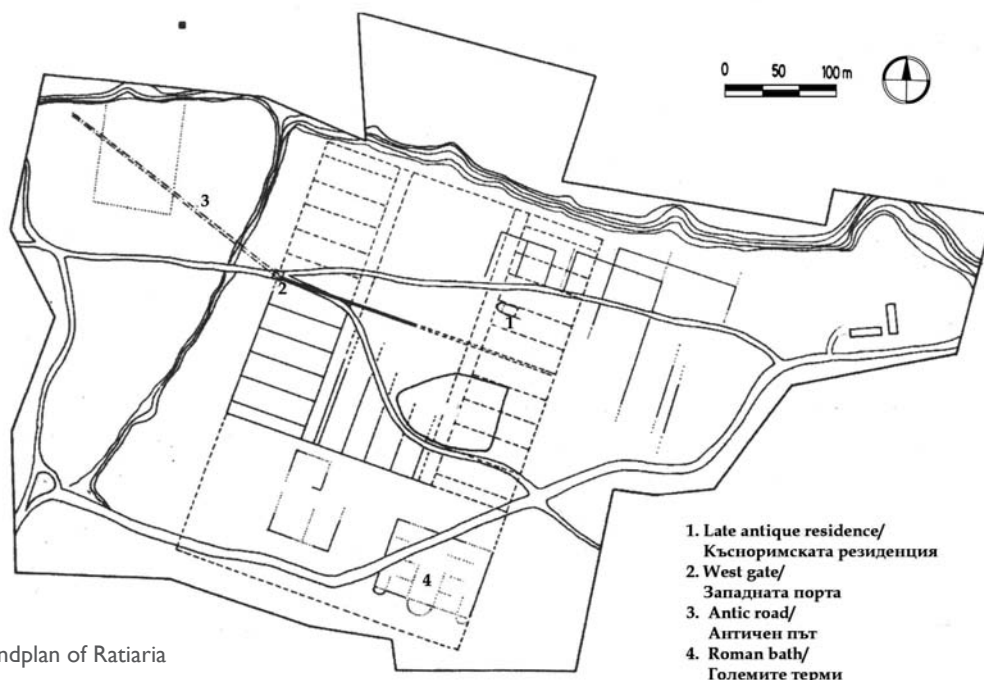 0 50 100 m
3
2
1
4
1. Late antique residence/
Късноримската резиденция
2. West gate/
Западната порта
3. Antic road/
Античен път
4. Roman bath/
Големите терми
ndplan of Ratiaria